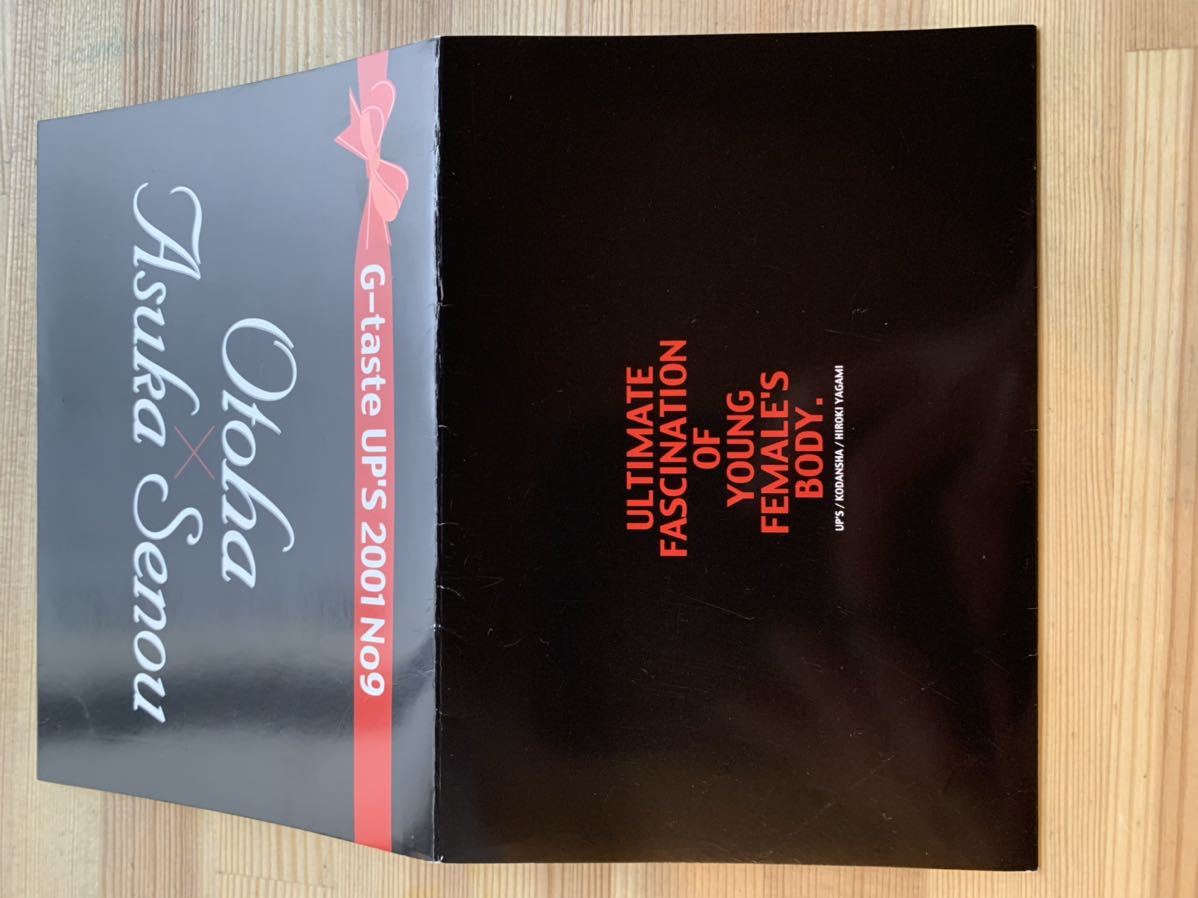 G-taste UP'S 2001 No9
Otoha
×
Asuka Senou
ULTIMATE
FASCINATION
OF
YOUNG
FEMALE'S
BODY.
UP'S / KODANSHA / HIROKI YAGAMI